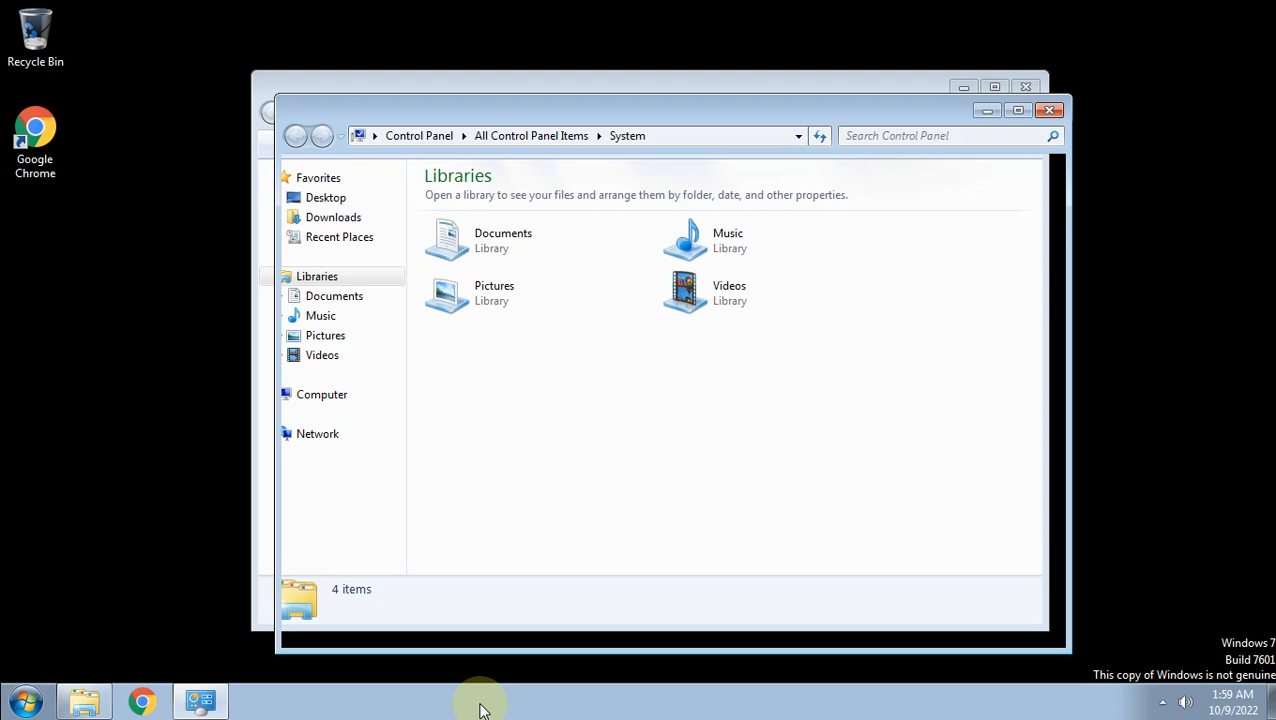 Recycle Bin
Google
Chrome
Control Panel
All Control Panel Items
System
Search Control Panel
Favorites
Desktop
Downloads
Recent Places
Libraries
Documents
Music
Pictures
Videos
Computer
Network
Libraries
Open a library to see your files and arrange them by folder, date, and other properties.
Documents
Library
Music
Library
Pictures
Library
Videos
Library
4 items
Windows 7
Build 7601
This copy of Windows is not genuine
1:59 AM
10/9/2022